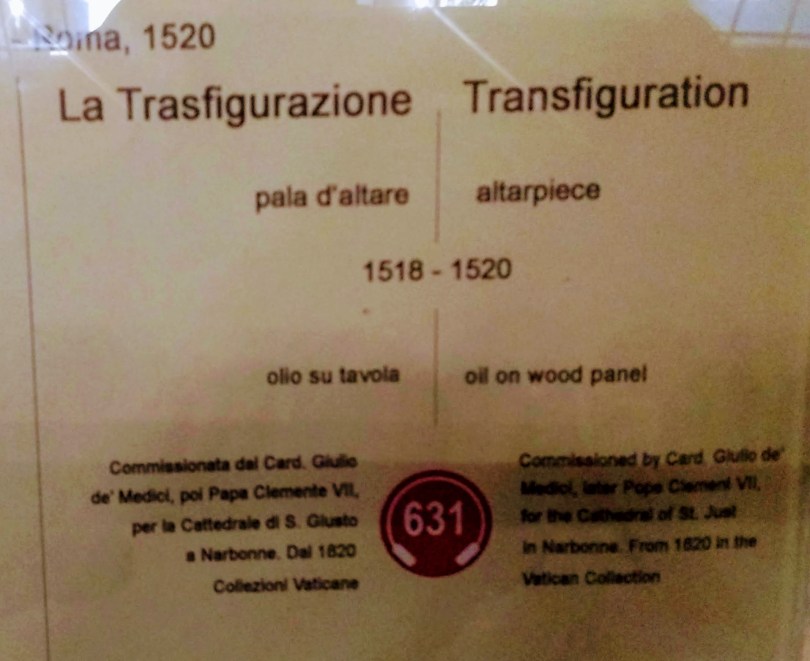 - Roma, 1520
La Trasfigurazione
Transfiguration
pala d'altare
altarpiece
1518 - 1520
olio su tavola
oil on wood panel
Commissionata dal Card. Giulio
de' Medici, poi Papa Clemente VII,
per la Cattedrale di S. Giusto
a Narbonne. Dal 1820
Collezioni Vaticane
631
Commissioned by Card. Giulio de'
Medici, later Pope Clement VII,
for the Cathedral of St. Just
in Narbonne. From 1820 in the
Vatican Collection